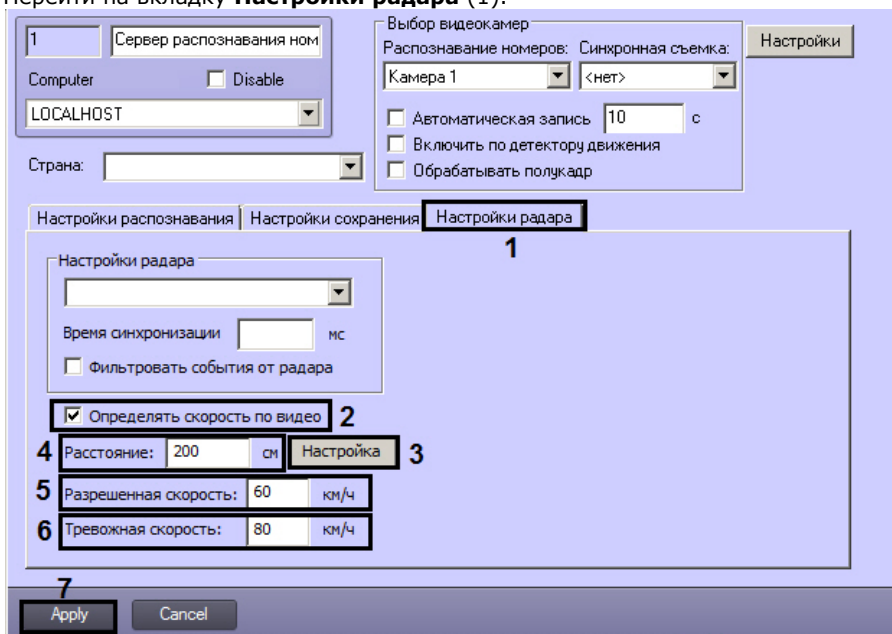 Перейти на вкладку Настройки радара (1).
1
Сервер распознавания ном
Computer
Disable
LOCALHOST
Страна:
Выбор видеокамер
Распознавание номеров: Синхронная съемка:
Камера 1
<нет>
Автоматическая запись 10 с
Включить по детектору движения
Обрабатывать полукадр
Настройки
Настройки распознавания
Настройки сохранения
Настройки радара
1
Настройки радара
Время синхронизации мс
Фильтровать события от радара
Определять скорость по видео 2
4 Расстояние: 200 см Настройка 3
5 Разрешенная скорость: 60 км/ч
6 Тревожная скорость: 80 км/ч
7
Apply Cancel